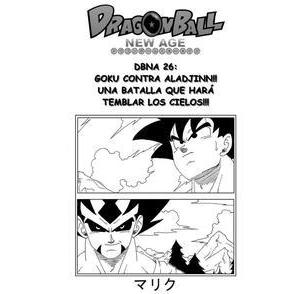 DRAGONBALL
NEW AGE
DBNA 26:
GOKU CONTRA ALADJINN!!
UNA BATALLA QUE HARÁ
TEMBLAR LOS CIELOS!!!
マリク